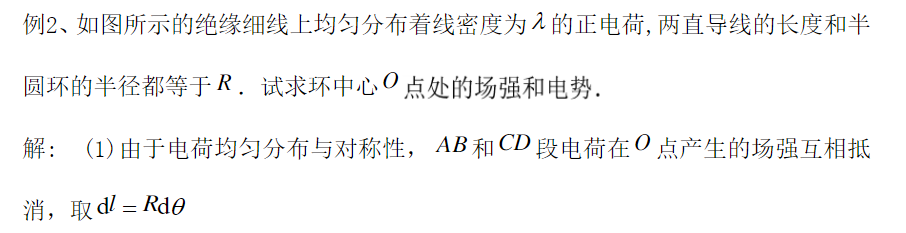 例2、如图所示的绝缘细线上均匀分布着线密度为λ的正电荷,两直导线的长度和半
圆环的半径都等于R．试求环中心O点处的场强和电势．
解: (1)由于电荷均匀分布与对称性，AB和CD段电荷在O点产生的场强互相抵
消，取dl = Rdθ